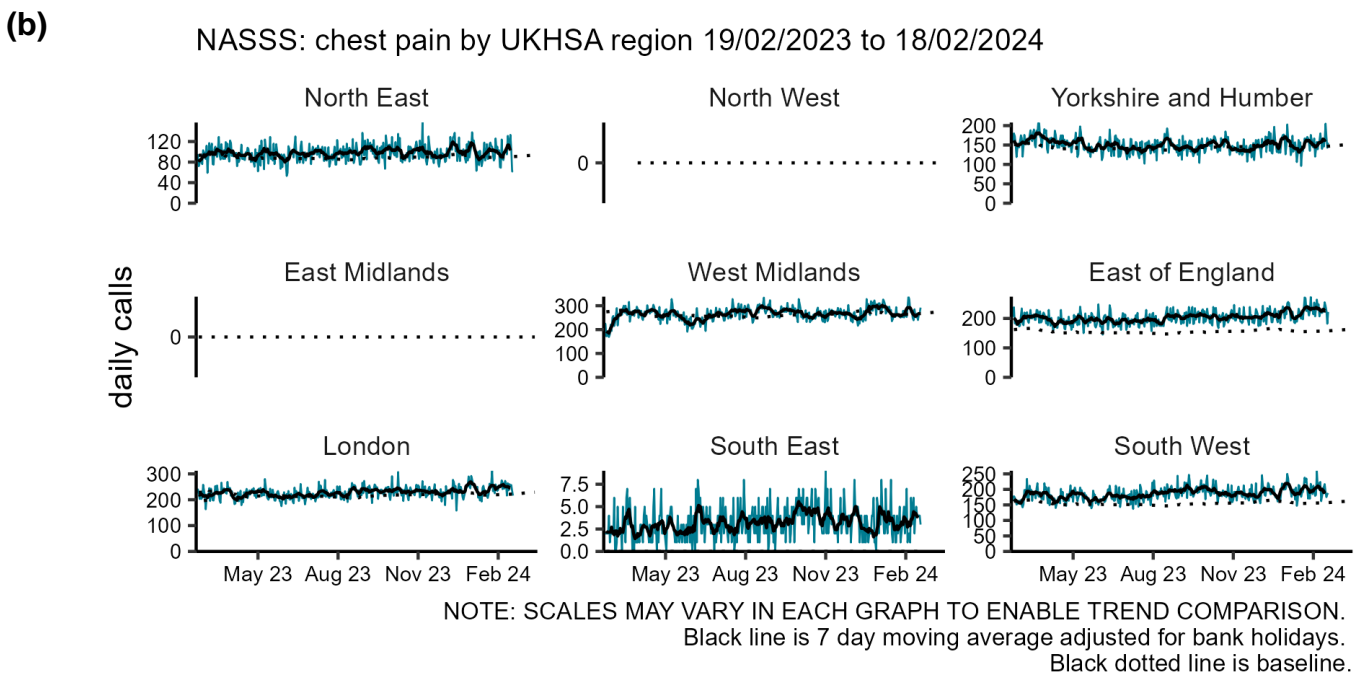 (b)
NASSS: chest pain by UKHSA region 19/02/2023 to 18/02/2024
daily calls
North East
120
80
40
0
North West
0
Yorkshire and Humber
200
150
100
50
0
East Midlands
0
West Midlands
300
200
100
0
East of England
200
100
0
London
300
200
100
0
May 23 Aug 23 Nov 23 Feb 24
South East
7.5
5.0
2.5
0.0
May 23 Aug 23 Nov 23 Feb 24
South West
250
200
150
100
50
0
May 23 Aug 23 Nov 23 Feb 24
NOTE: SCALES MAY VARY IN EACH GRAPH TO ENABLE TREND COMPARISON.
Black line is 7 day moving average adjusted for bank holidays.
Black dotted line is baseline.